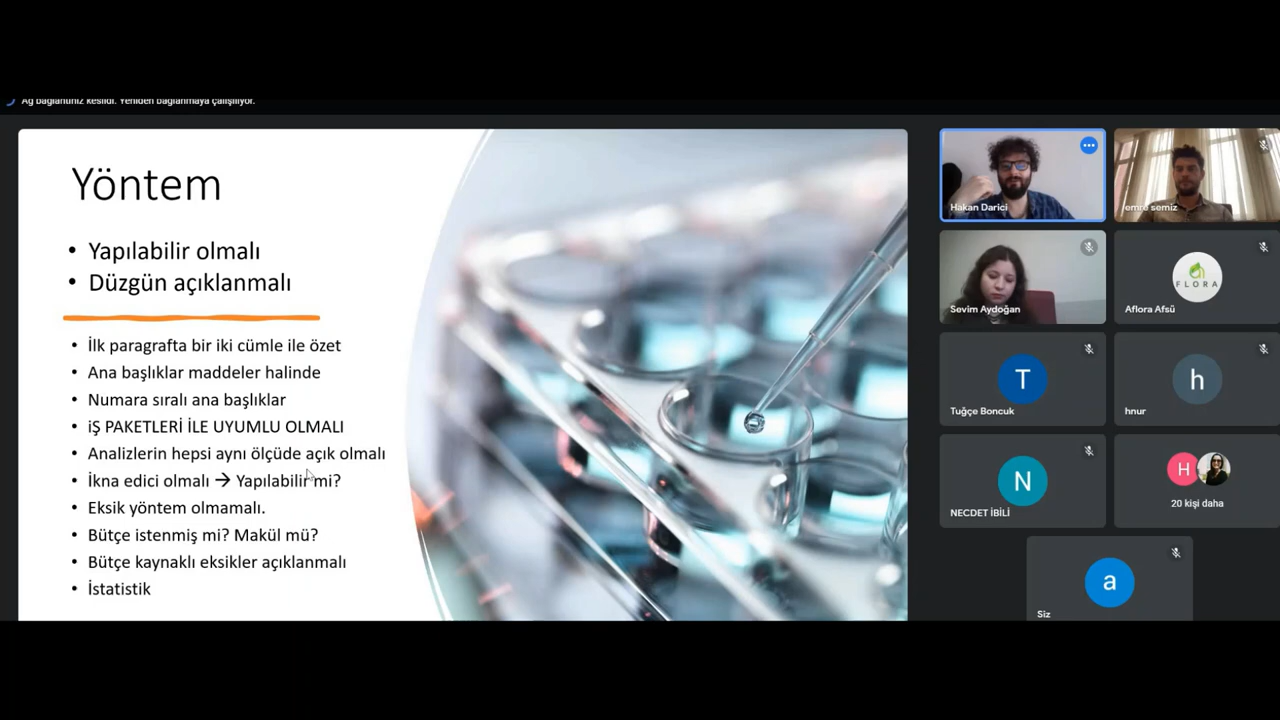 Ağ bağlantınız kesildi. Yeniden bağlanmaya çalışılıyor.
Yöntem
• Yapılabilir olmalı
• Düzgün açıklanmalı
• İlk paragrafta bir iki cümle ile özet
• Ana başlıklar maddeler halinde
• Numara sıralı ana başlıklar
• iŞ PAKETLERİ İLE UYUMLU OLMALI
• Analizlerin hepsi aynı ölçüde açık olmalı
• İkna edici olmalı → Yapılabilir mi?
• Eksik yöntem olmamalı.
• Bütçe istenmiş mi? Makül mü?
• Bütçe kaynaklı eksikler açıklanmalı
• İstatistik
Hakan Darici
emre semiz
Sevim Aydoğan
FLORA
Aflora Afsü
T
Tuğçe Boncuk
h
hnur
N
NECDET İBİLİ
H
20 kişi daha
a
Siz